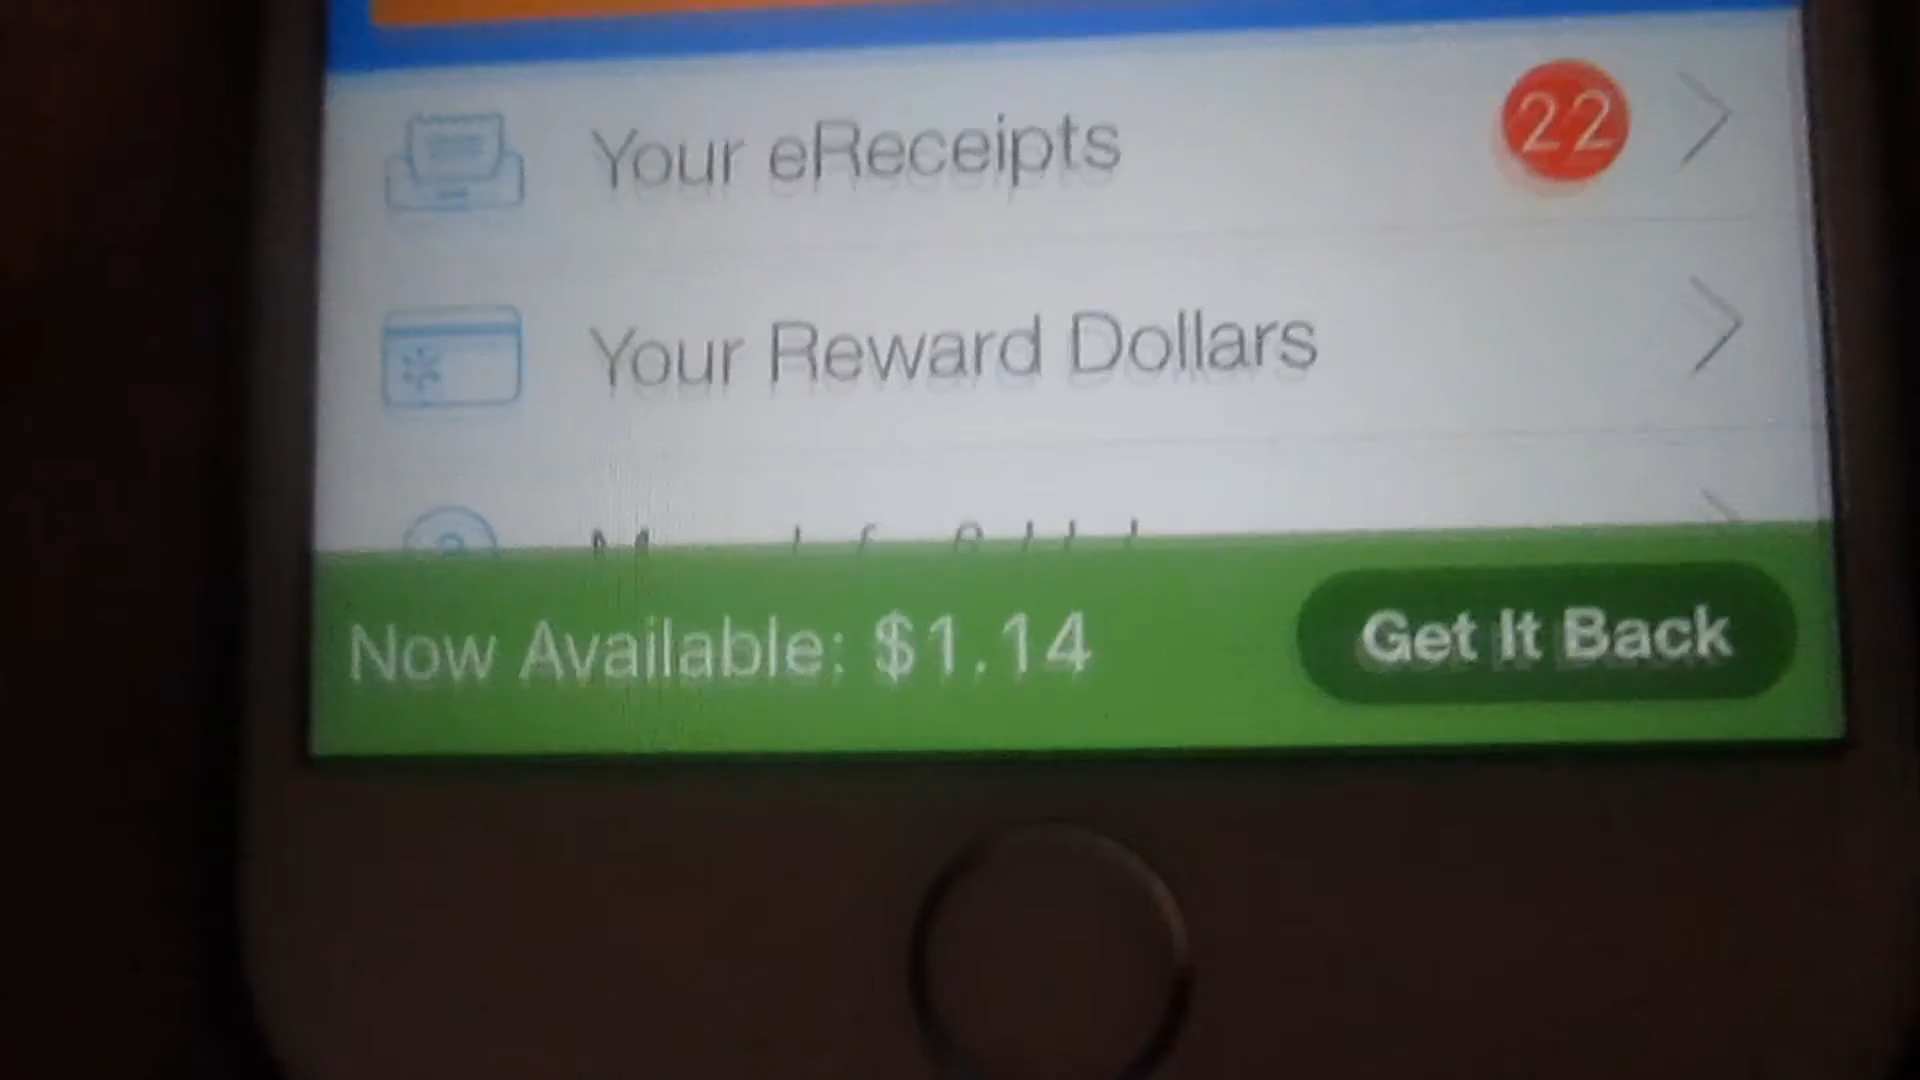 Your eReceipts
22
Your Reward Dollars
Now Available: $1.14
Get It Back